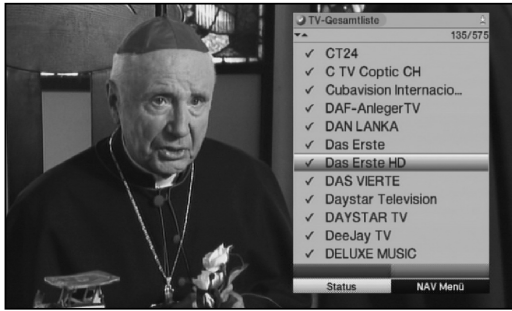 TV-Gesamtliste
135/575
✓ CT24
✓ C TV Coptic CH
✓ Cubavision Internacio...
✓ DAF-AnlegerTV
✓ DAN LANKA
✓ Das Erste
✓ Das Erste HD
✓ DAS VIERTE
✓ Daystar Television
✓ DAYSTAR TV
✓ DeeJay TV
✓ DELUXE MUSIC
Status NAV Menü